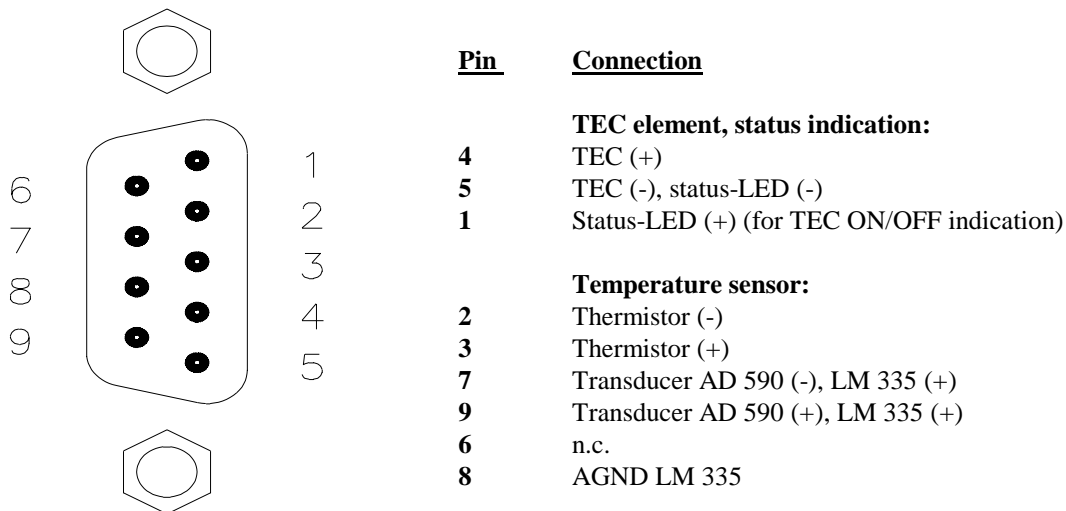 1
2
3
4
5
6
7
8
9
Pin Connection
TEC element, status indication:
4 TEC (+)
5 TEC (-), status-LED (-)
1 Status-LED (+) (for TEC ON/OFF indication)
Temperature sensor:
2 Thermistor (-)
3 Thermistor (+)
7 Transducer AD 590 (-), LM 335 (+)
9 Transducer AD 590 (+), LM 335 (+)
6 n.c.
8 AGND LM 335